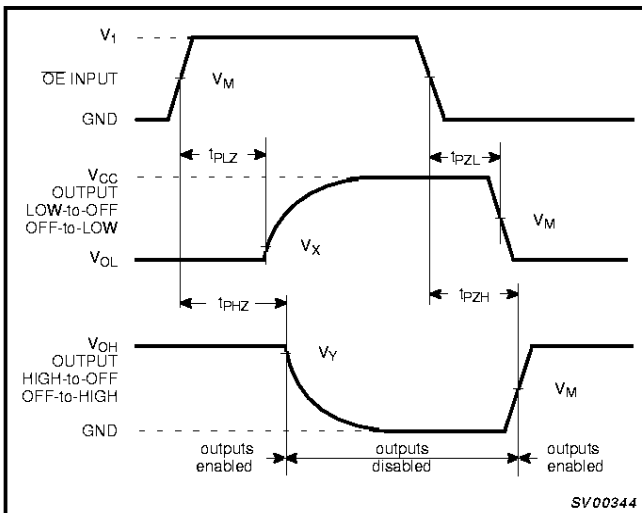 V1
OE INPUT
VM
GND
tPLZ
tPZL
VCC
OUTPUT
LOW-to-OFF
OFF-to-LOW
VM
VX
VOL
tPHZ
tPZH
VOH
OUTPUT
HIGH-to-OFF
OFF-to-HIGH
VY
VM
GND
outputs
enabled
outputs
disabled
outputs
enabled
SV00344